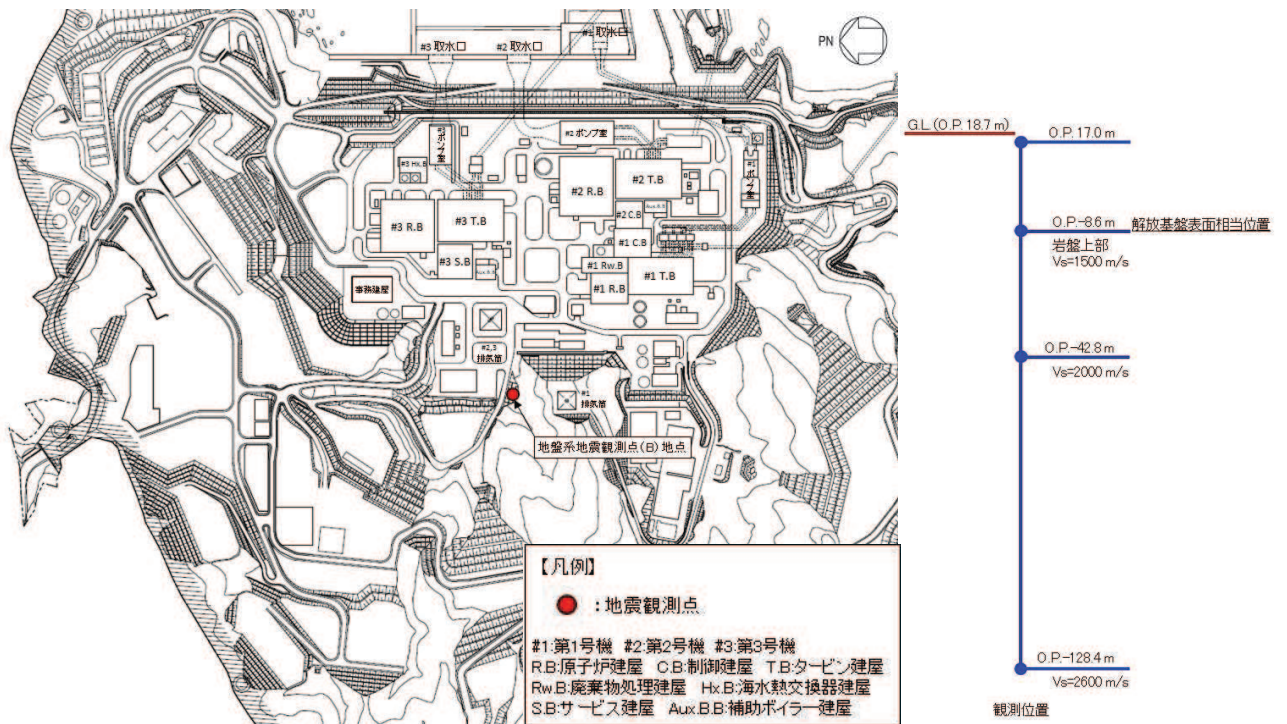 #1 取水口
#3 取水口
#2 取水口
PN
#3 ポンプ室
#2 ポンプ室
#1 ポンプ室
#3 Hx.B
#2 R.B
#2 T.B
#3 R.B
#3 T.B
#2 C.B
Aux.B.B
#1 C.B
#3 S.B
Aux.B.B
#1 Rw.B
#1 T.B
#1 R.B
事務建屋
#2,3
排気筒
#1
排気筒
地盤系地震観測点(B)地点
【凡例】
:地震観測点
#1:第1号機 #2:第2号機 #3:第3号機
R.B:原子炉建屋 C.B:制御建屋 T.B:タービン建屋
Rw.B:廃棄物処理建屋 Hx.B:海水熱交換器建屋
S.B:サービス建屋 Aux.B.B:補助ボイラー建屋
G.L.(O.P. 18.7 m)
O.P. 17.0 m
O.P.-8.6 m
解放基盤表面相当位置
岩盤上部
Vs=1500 m/s
O.P.-42.8 m
Vs=2000 m/s
O.P.-128.4 m
Vs=2600 m/s
観測位置